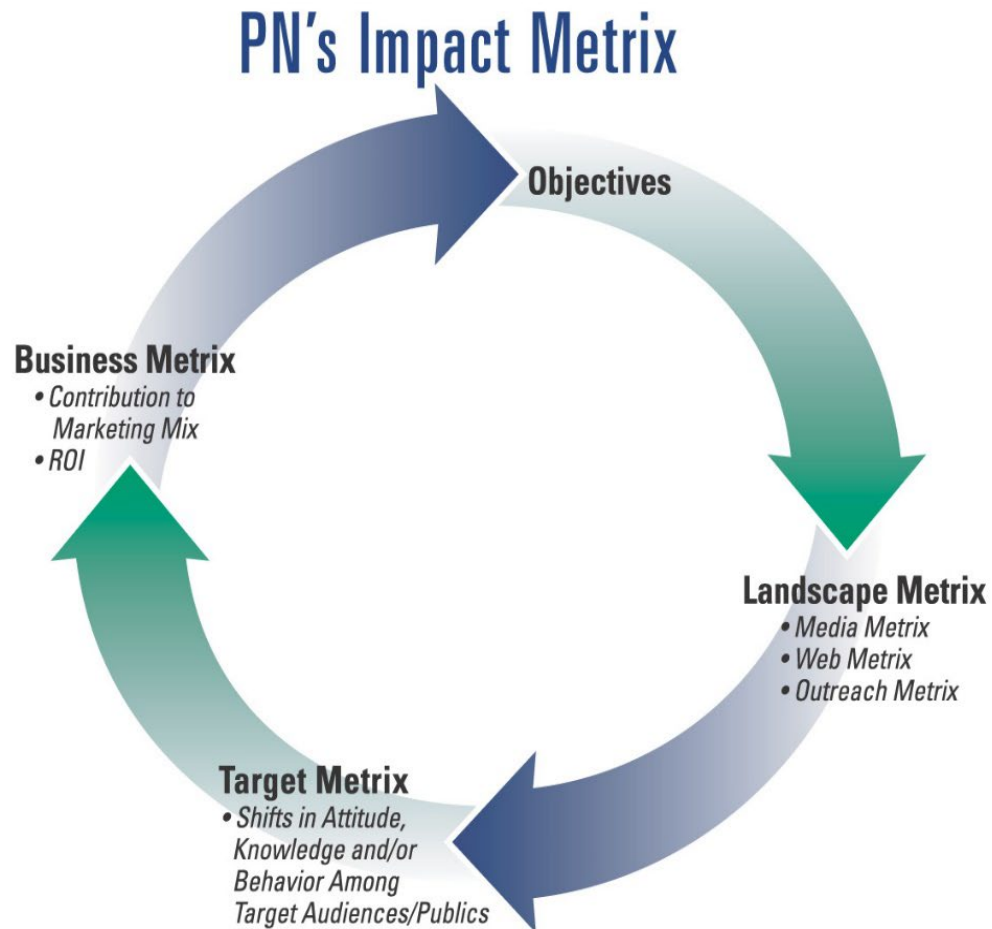 PN's Impact Metrix
Objectives
Landscape Metrix
• Media Metrix
• Web Metrix
• Outreach Metrix
Target Metrix
• Shifts in Attitude,
Knowledge and/or
Behavior Among
Target Audiences/Publics
Business Metrix
• Contribution to
Marketing Mix
• ROI